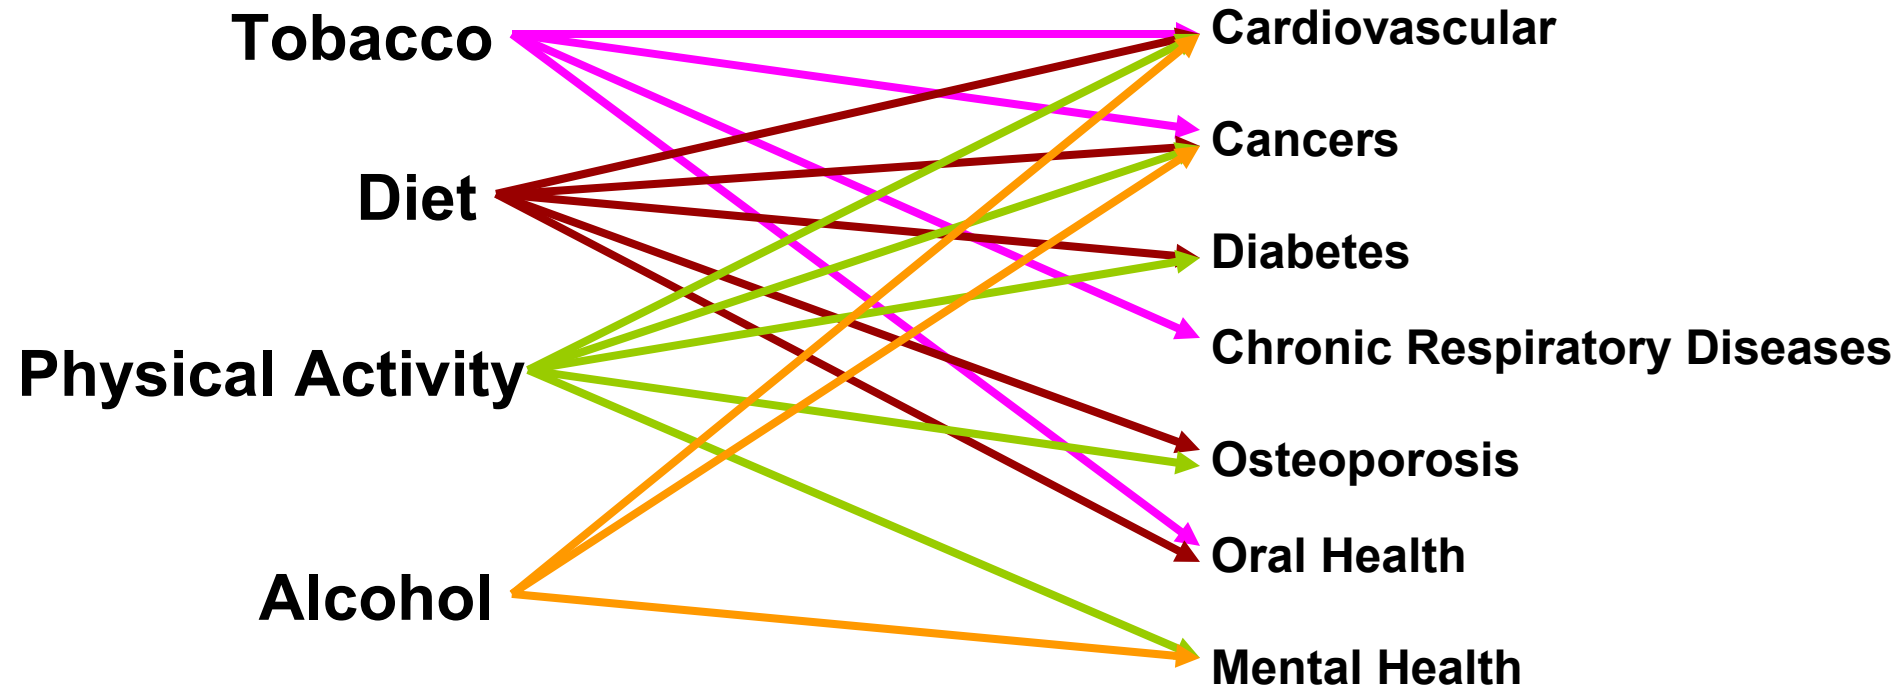 Tobacco
Diet
Physical Activity
Alcohol
Cardiovascular
Cancers
Diabetes
Chronic Respiratory Diseases
Osteoporosis
Oral Health
Mental Health